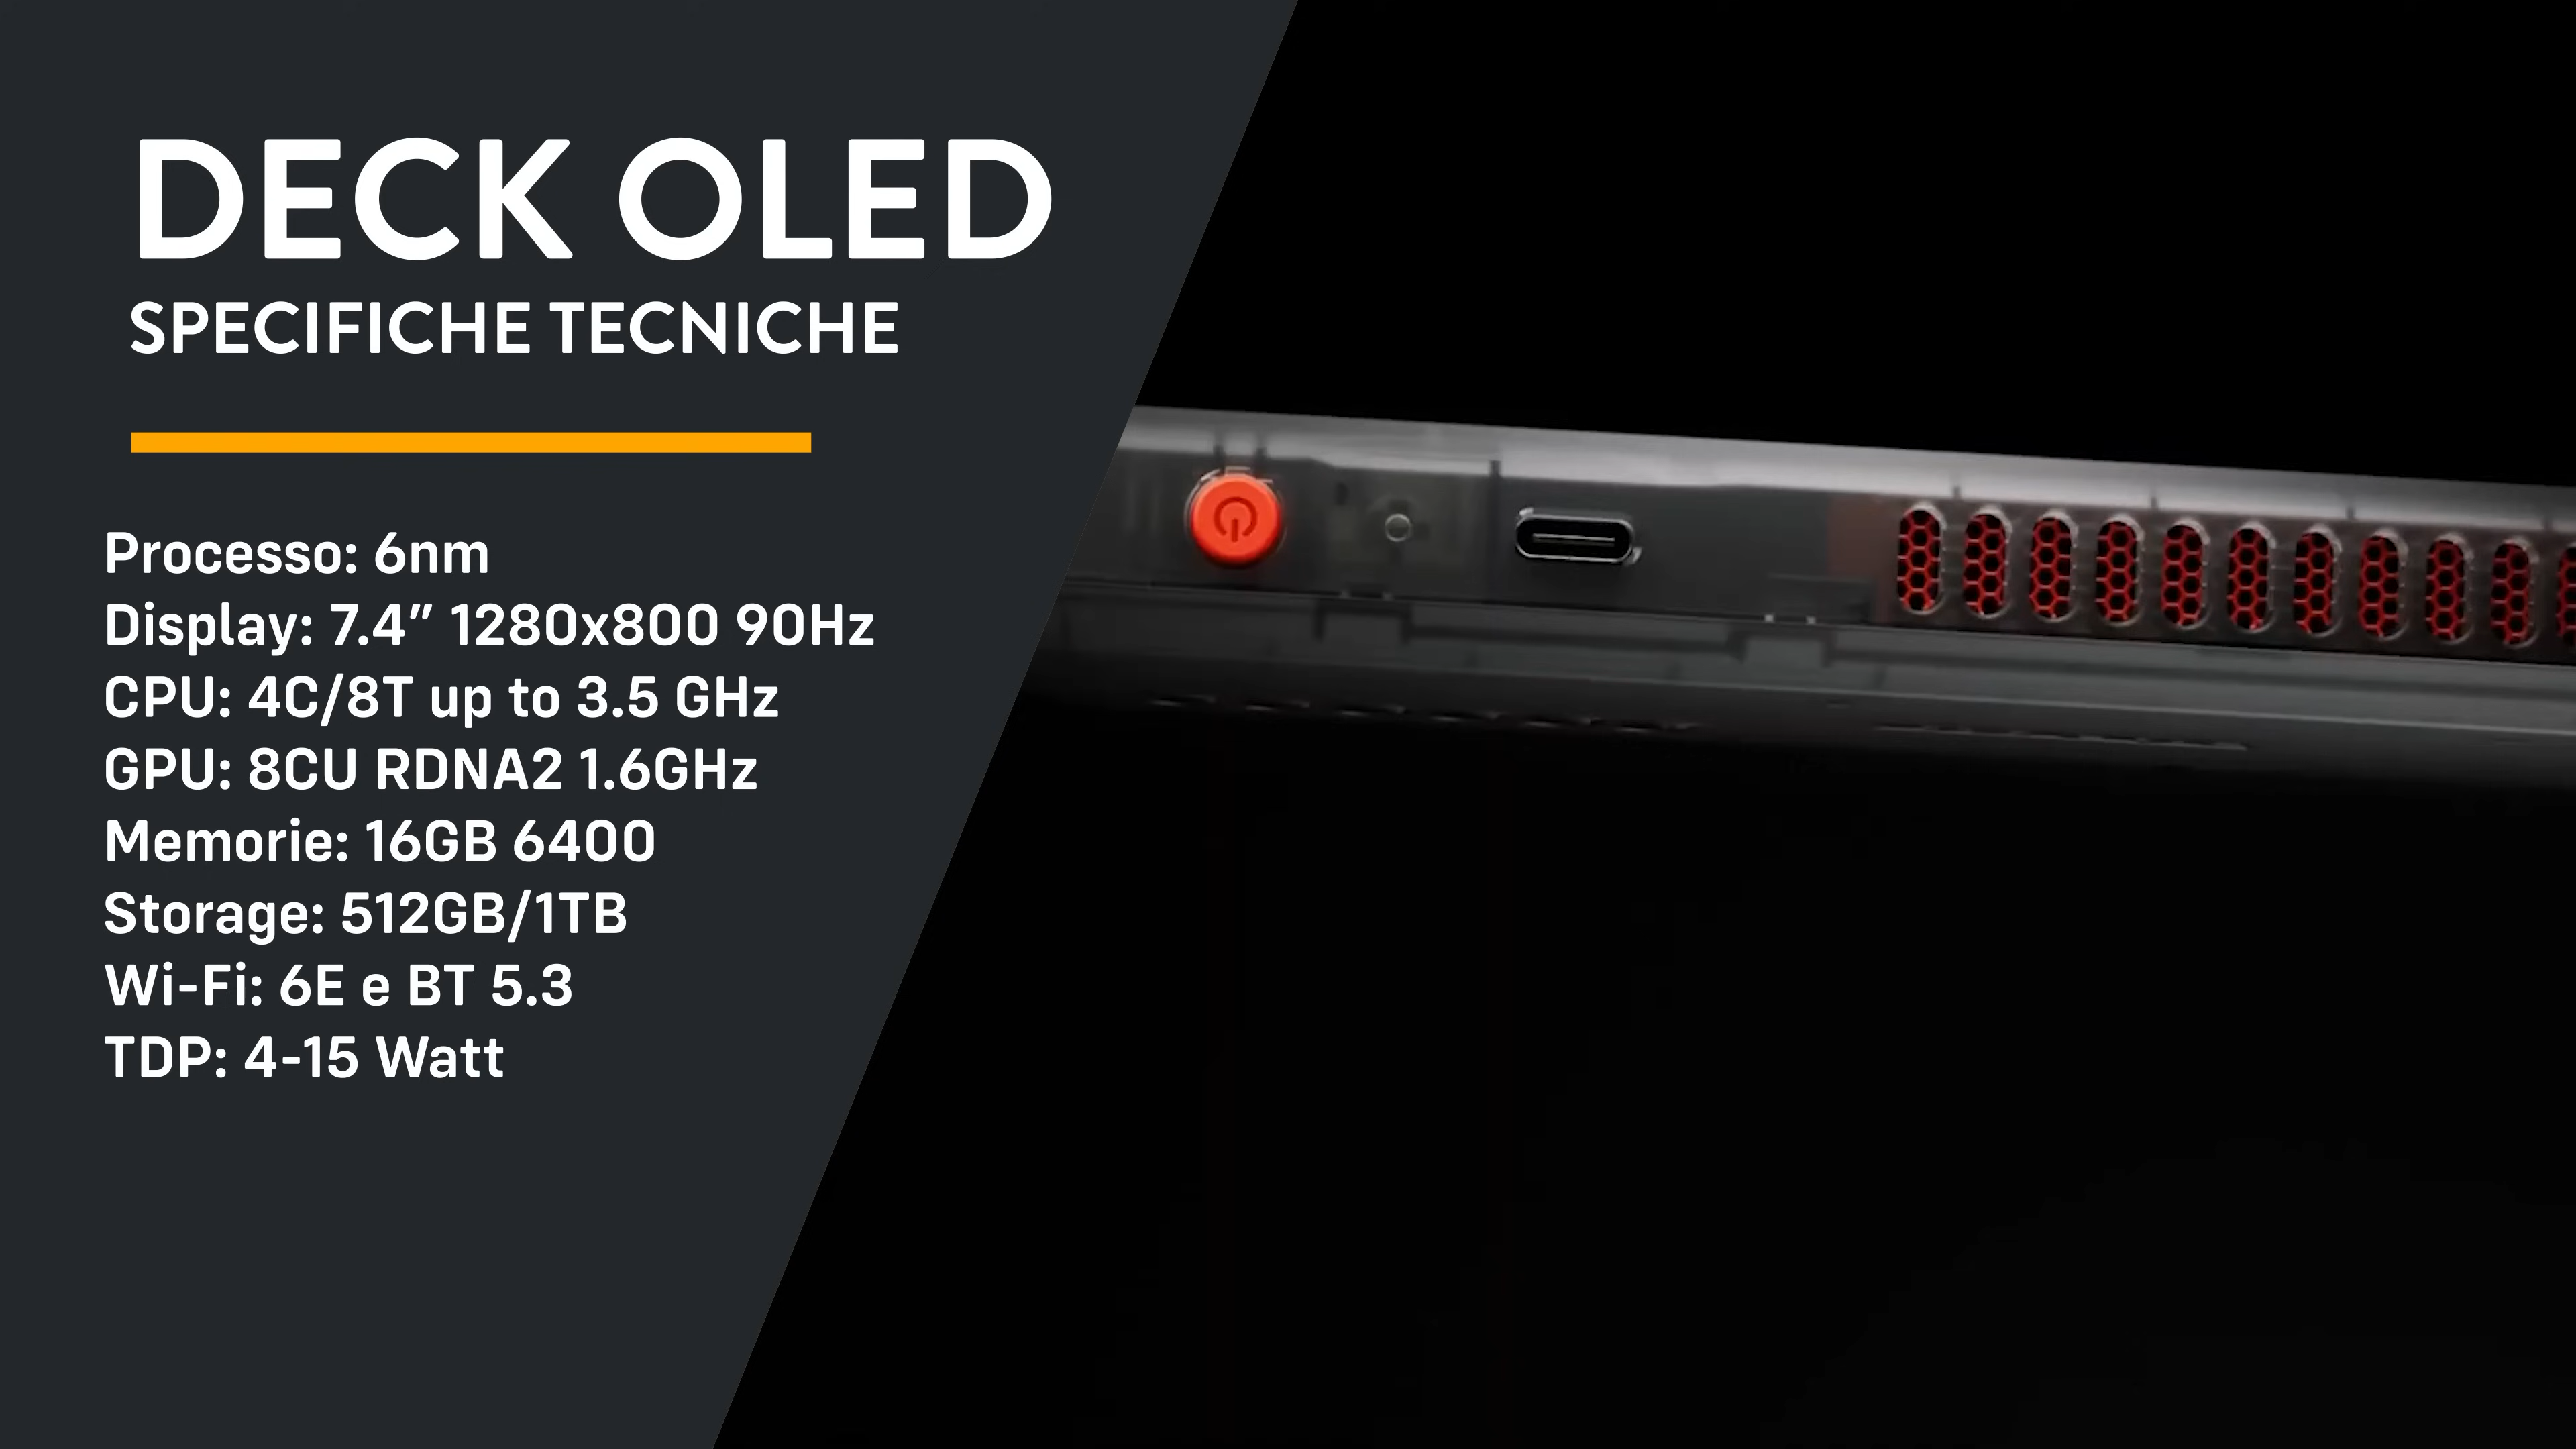 DECK OLED
SPECIFICHE TECNICHE
Processo: 6nm
Display: 7.4” 1280x800 90Hz
CPU: 4C/8T up to 3.5 GHz
GPU: 8CU RDNA2 1.6GHz
Memorie: 16GB 6400
Storage: 512GB/1TB
Wi-Fi: 6E e BT 5.3
TDP: 4-15 Watt